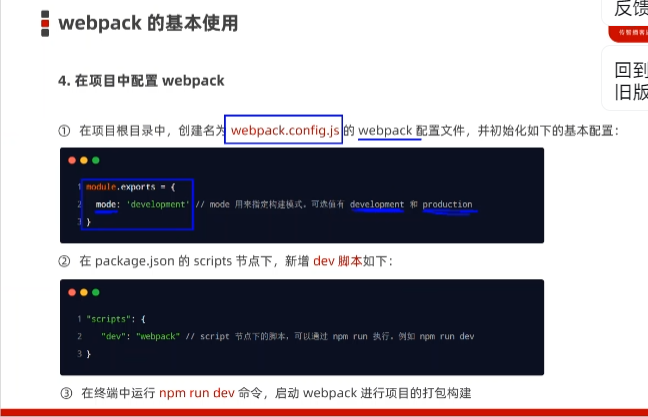 反馈
传智播客
webpack 的基本使用
回到
旧版
4. 在项目中配置 webpack
① 在项目根目录中，创建名为 webpack.config.js 的 webpack 配置文件，并初始化如下的基本配置：
1 module.exports = {
2 mode: 'development' // mode 用来指定构建模式。可选值有 development 和 production
3 }
② 在 package.json 的 scripts 节点下，新增 dev 脚本如下：
1 "scripts": {
2 "dev": "webpack" // script 节点下的脚本，可以通过 npm run 执行。例如 npm run dev
3 }
③ 在终端中运行 npm run dev 命令，启动 webpack 进行项目的打包构建